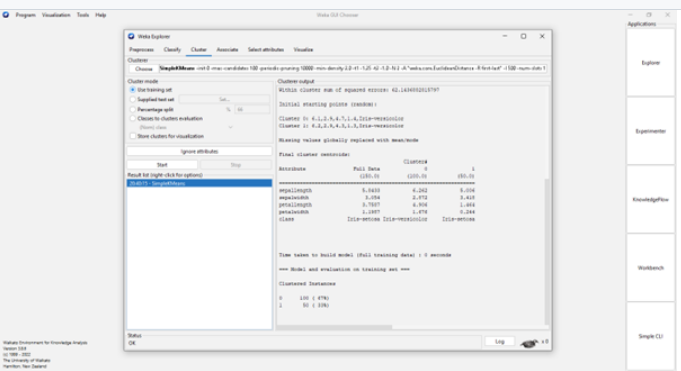 Program Visualization Tools Help
Weka GUI Chooser
Applications
Weka Explorer
Preprocess Classify Cluster Associate Select attributes Visualize
Clusterer
Choose SimpleKMeans -init 0 -max-candidates 100 -periodic-pruning 10000 -min-density 2.0 -t1 -1.25 -t2 -1.0 -N 2 -A "weka.core.EuclideanDistance -R first-last" -I 500 -num-slots 1
Cluster mode
Use training set
Supplied test set Set...
Percentage split % 66
Classes to clusters evaluation
(Nom) class
Store clusters for visualization
Ignore attributes
Start Stop
Result list (right-click for options)
SimpleKMeans
Clusterer output
Within cluster sum of squared errors:
Initial starting points (random):
Cluster 0: 6.1,2.9,4.7,1.4,Iris-versicolor
Cluster 1: 6.2,2.9,4.3,1.3,Iris-versicolor
Missing values globally replaced with mean/mode
Final cluster centroids:
Cluster#
Attribute Full Data 0 1
(150.0) (100.0) (50.0)
sepallength 5.8433 6.262 5.006
sepalwidth 3.054 2.872 3.418
petallength 3.7587 4.906 1.464
petalwidth 1.1987 1.676 0.244
class Iris-setosa Iris-versicolor Iris-setosa
Time taken to build model (full training data) : 0 seconds
=== Model and evaluation on training set ===
Clustered Instances
0 100 ( 67%)
1 50 ( 33%)
Status
OK
Log
x 0
Explorer
Experimenter
KnowledgeFlow
Workbench
Simple CLI
Waikato Environment for Knowledge Analysis
(c) 1999 - 2022
The University of Waikato
Hamilton, New Zealand